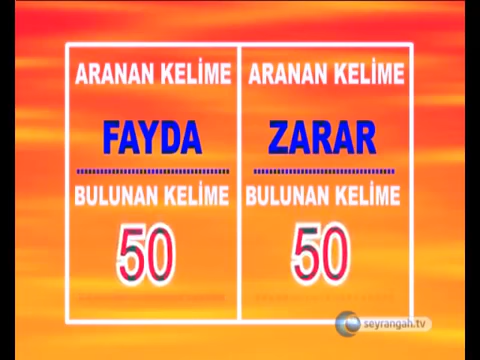 ARANAN KELİME
FAYDA
BULUNAN KELİME
50
ARANAN KELİME
ZARAR
BULUNAN KELİME
50
seyrangah.tv